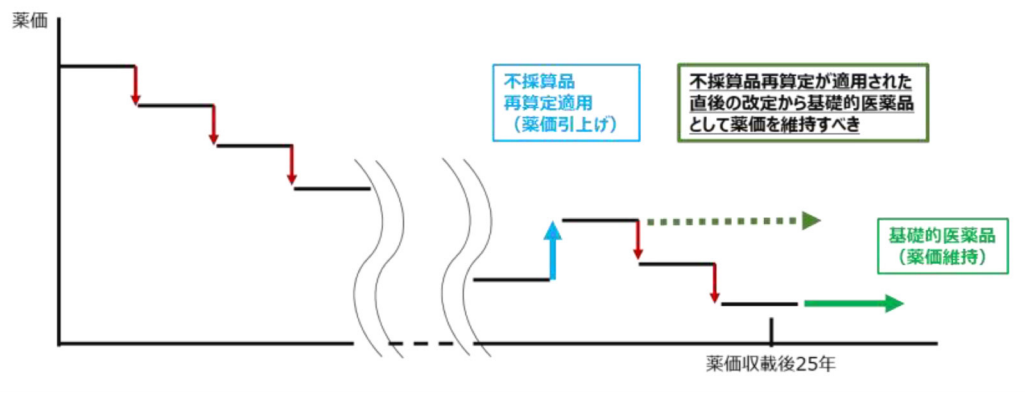 薬価
不採算品
再算定適用
（薬価引上げ）
不採算品再算定が適用された
直後の改定から基礎的医薬品
として薬価を維持すべき
基礎的医薬品
（薬価維持）
薬価収載後25年